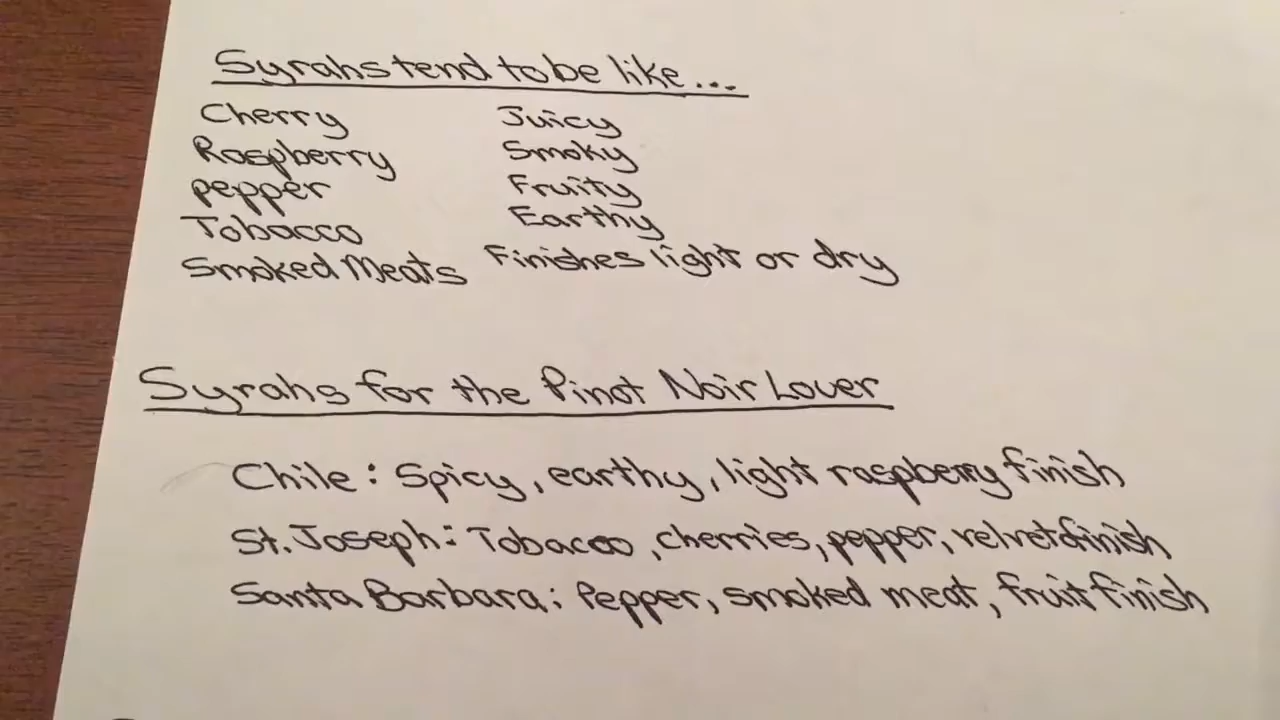 Syrahs tend to be like...
Cherry Juicy
Raspberry Smoky
Pepper Fruity
Tobacco Earthy
Smoked Meats Finishes light or dry
Syrahs for the Pinot Noir Lover
Chile: Spicy, earthy, light raspberry finish
St. Joseph: Tobacco, cherries, pepper, velvet finish
Santa Barbara: Pepper, smoked meat, fruit finish